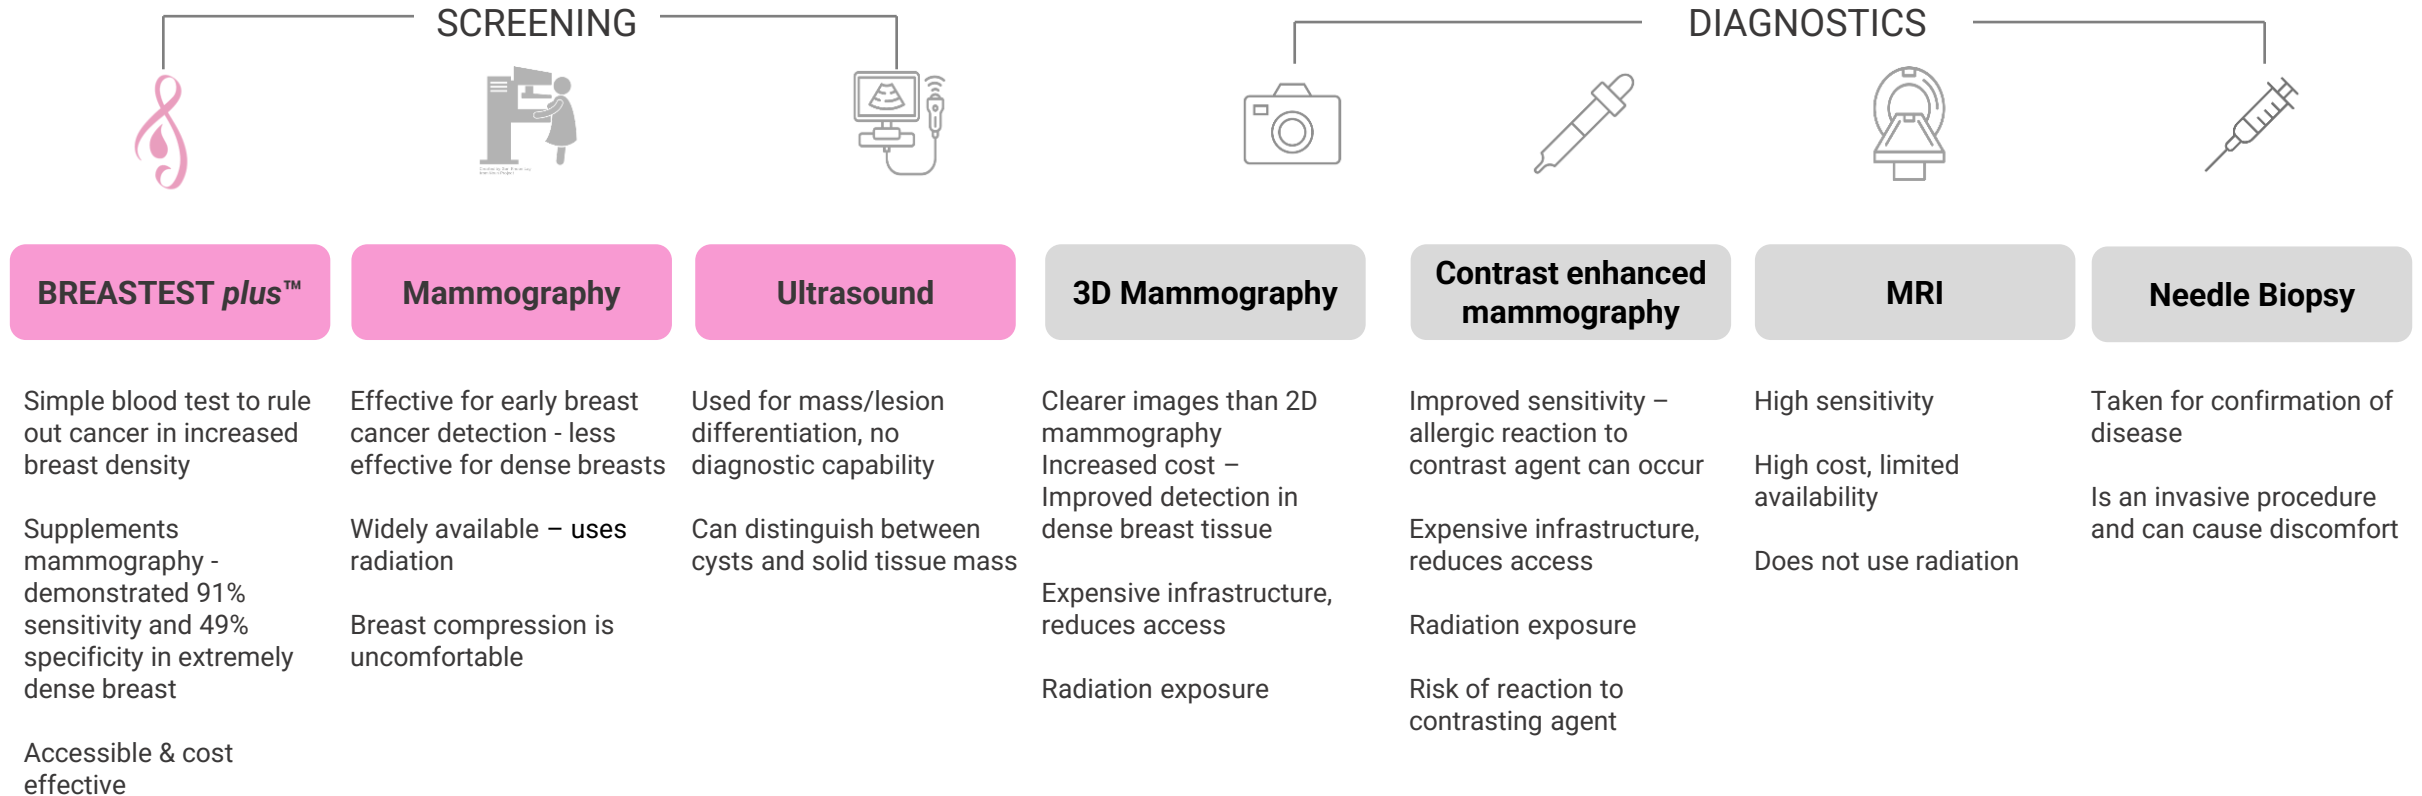 SCREENING
DIAGNOSTICS
BREASTEST plus™
Mammography
Ultrasound
3D Mammography
Contrast enhanced
mammography
MRI
Needle Biopsy
Simple blood test to rule
out cancer in increased
breast density
Supplements
mammography -
demonstrated 91%
sensitivity and 49%
specificity in extremely
dense breast
Accessible & cost
effective
Effective for early breast
cancer detection - less
effective for dense breasts
Widely available – uses
radiation
Breast compression is
uncomfortable
Used for mass/lesion
differentiation, no
diagnostic capability
Can distinguish between
cysts and solid tissue mass
Clearer images than 2D
mammography
Increased cost –
Improved detection in
dense breast tissue
Expensive infrastructure,
reduces access
Radiation exposure
Improved sensitivity –
allergic reaction to
contrast agent can occur
Expensive infrastructure,
reduces access
Radiation exposure
Risk of reaction to
contrasting agent
High sensitivity
High cost, limited
availability
Does not use radiation
Taken for confirmation of
disease
Is an invasive procedure
and can cause discomfort